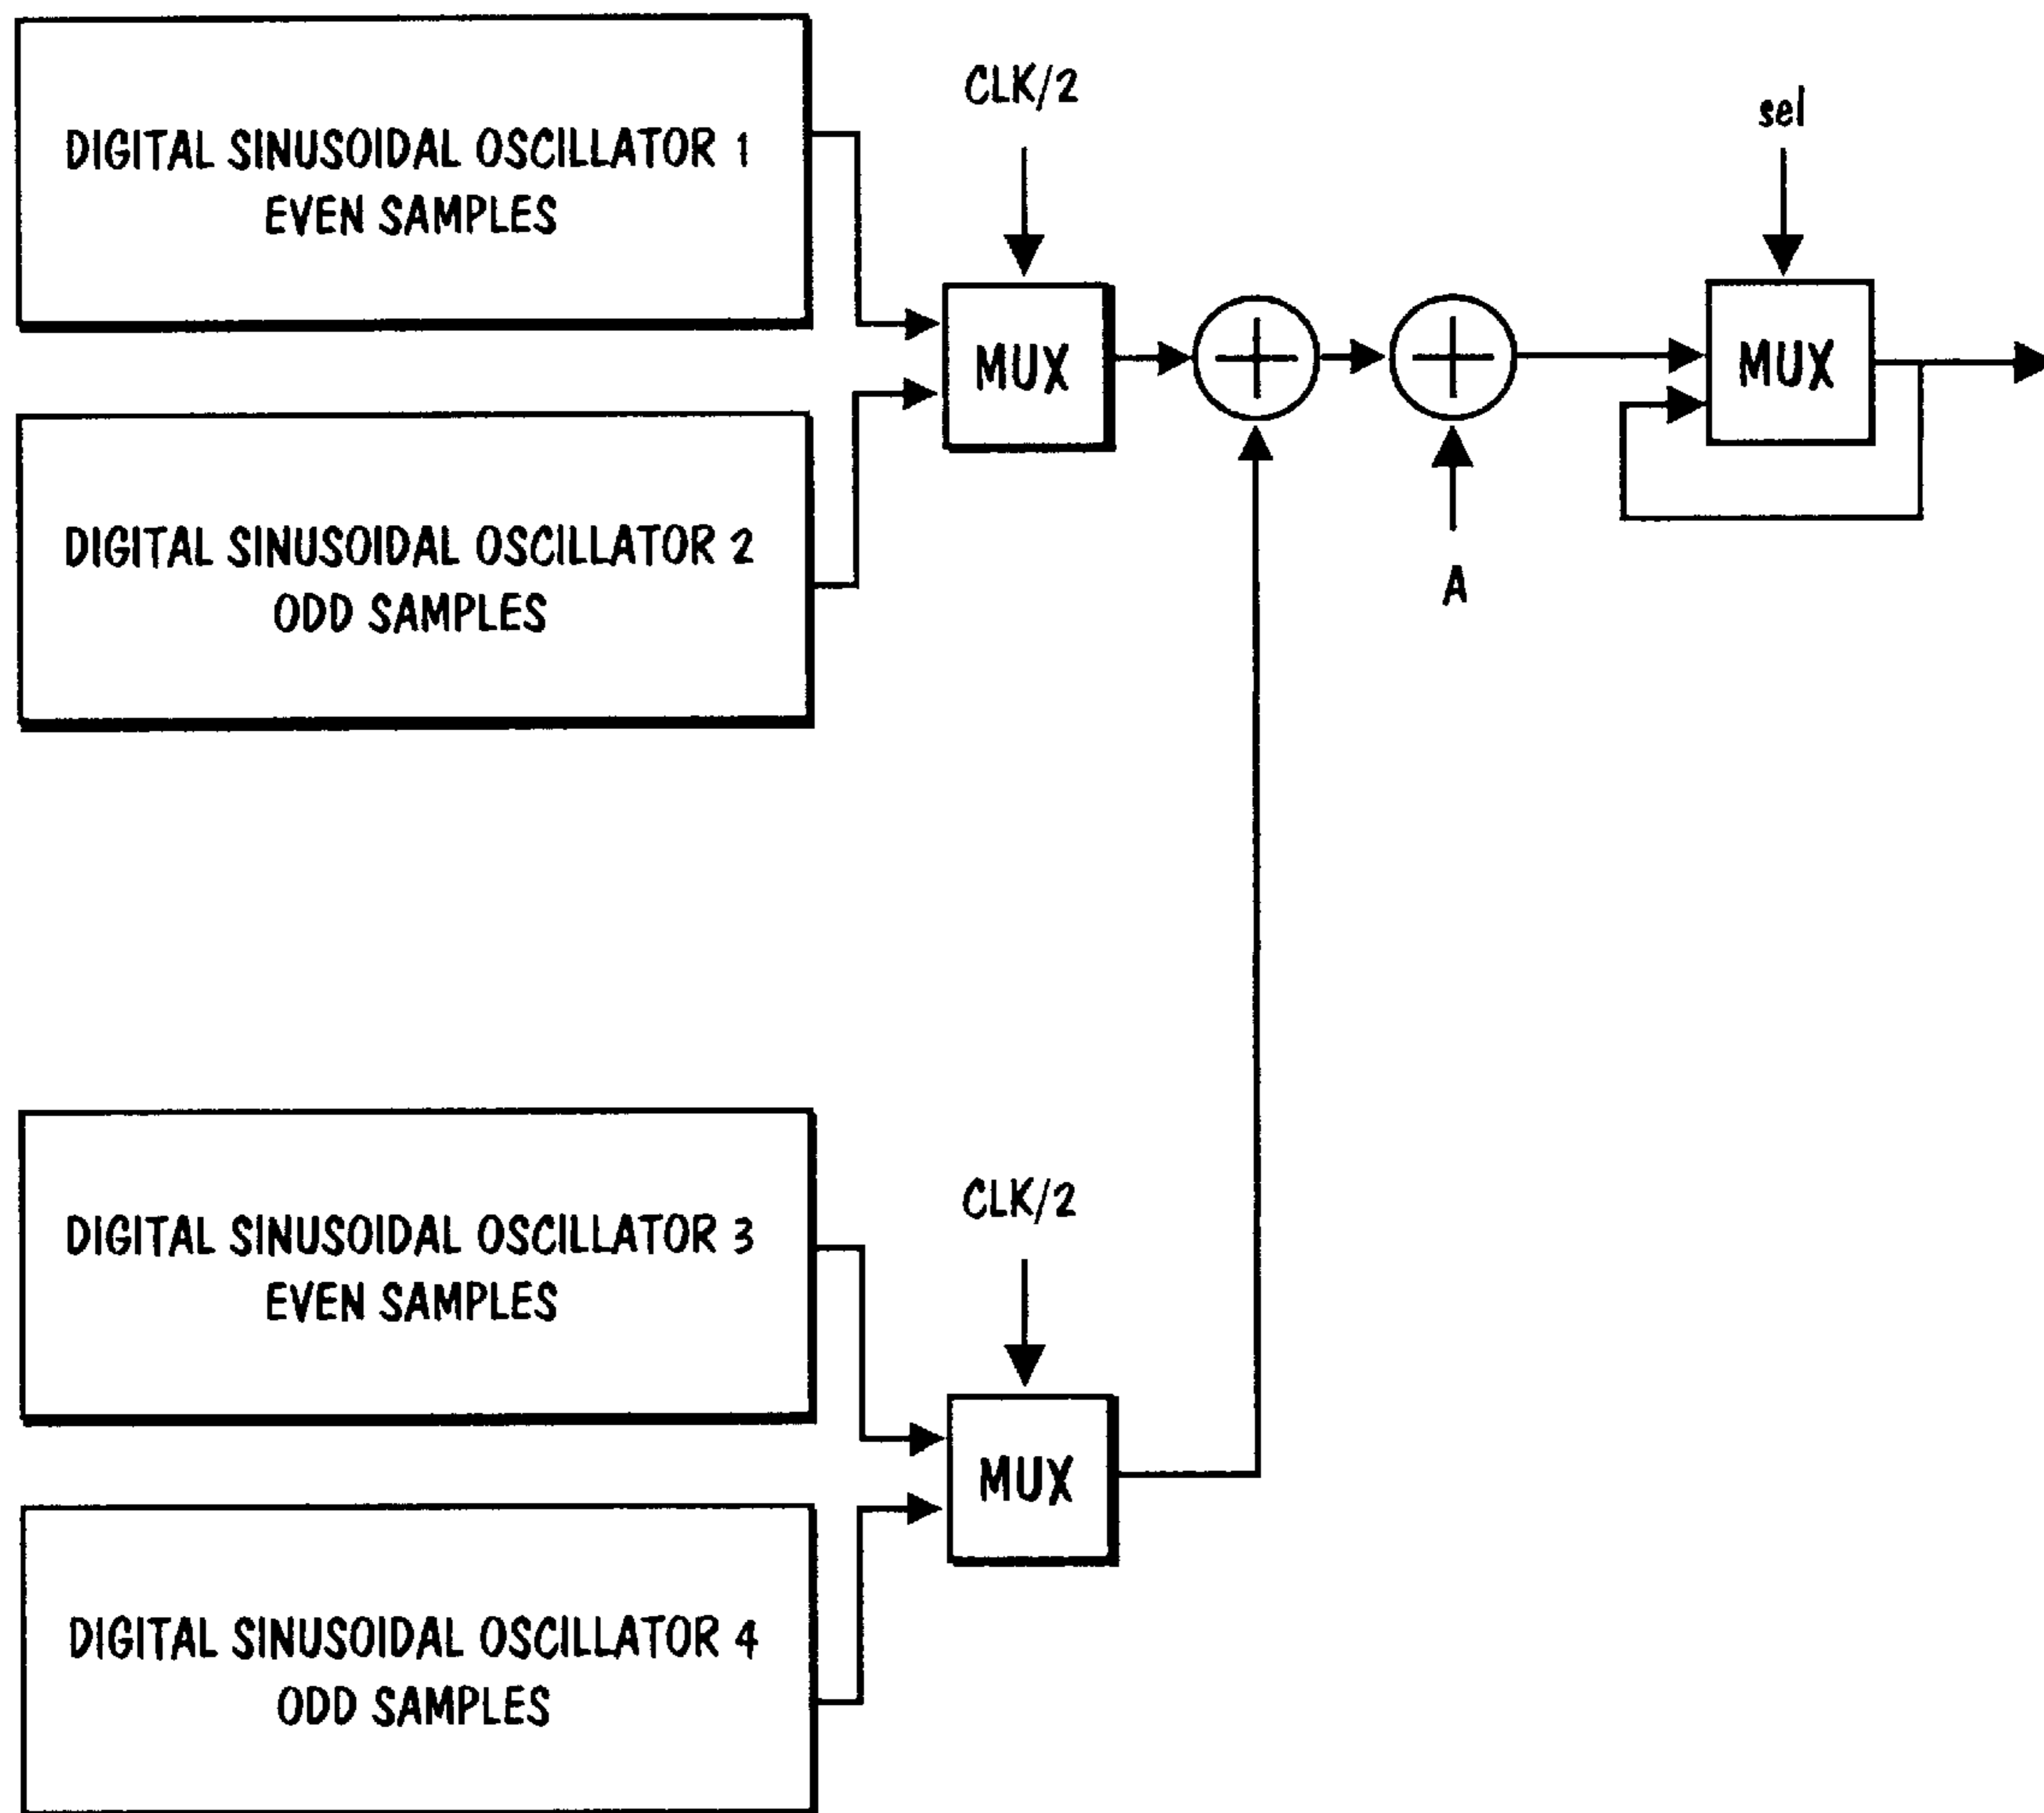 DIGITAL SINUSOIDAL OSCILLATOR 1
EVEN SAMPLES
CLK/2
sel
MUX
MUX
DIGITAL SINUSOIDAL OSCILLATOR 2
ODD SAMPLES
A
DIGITAL SINUSOIDAL OSCILLATOR 3
EVEN SAMPLES
CLK/2
MUX
DIGITAL SINUSOIDAL OSCILLATOR 4
ODD SAMPLES